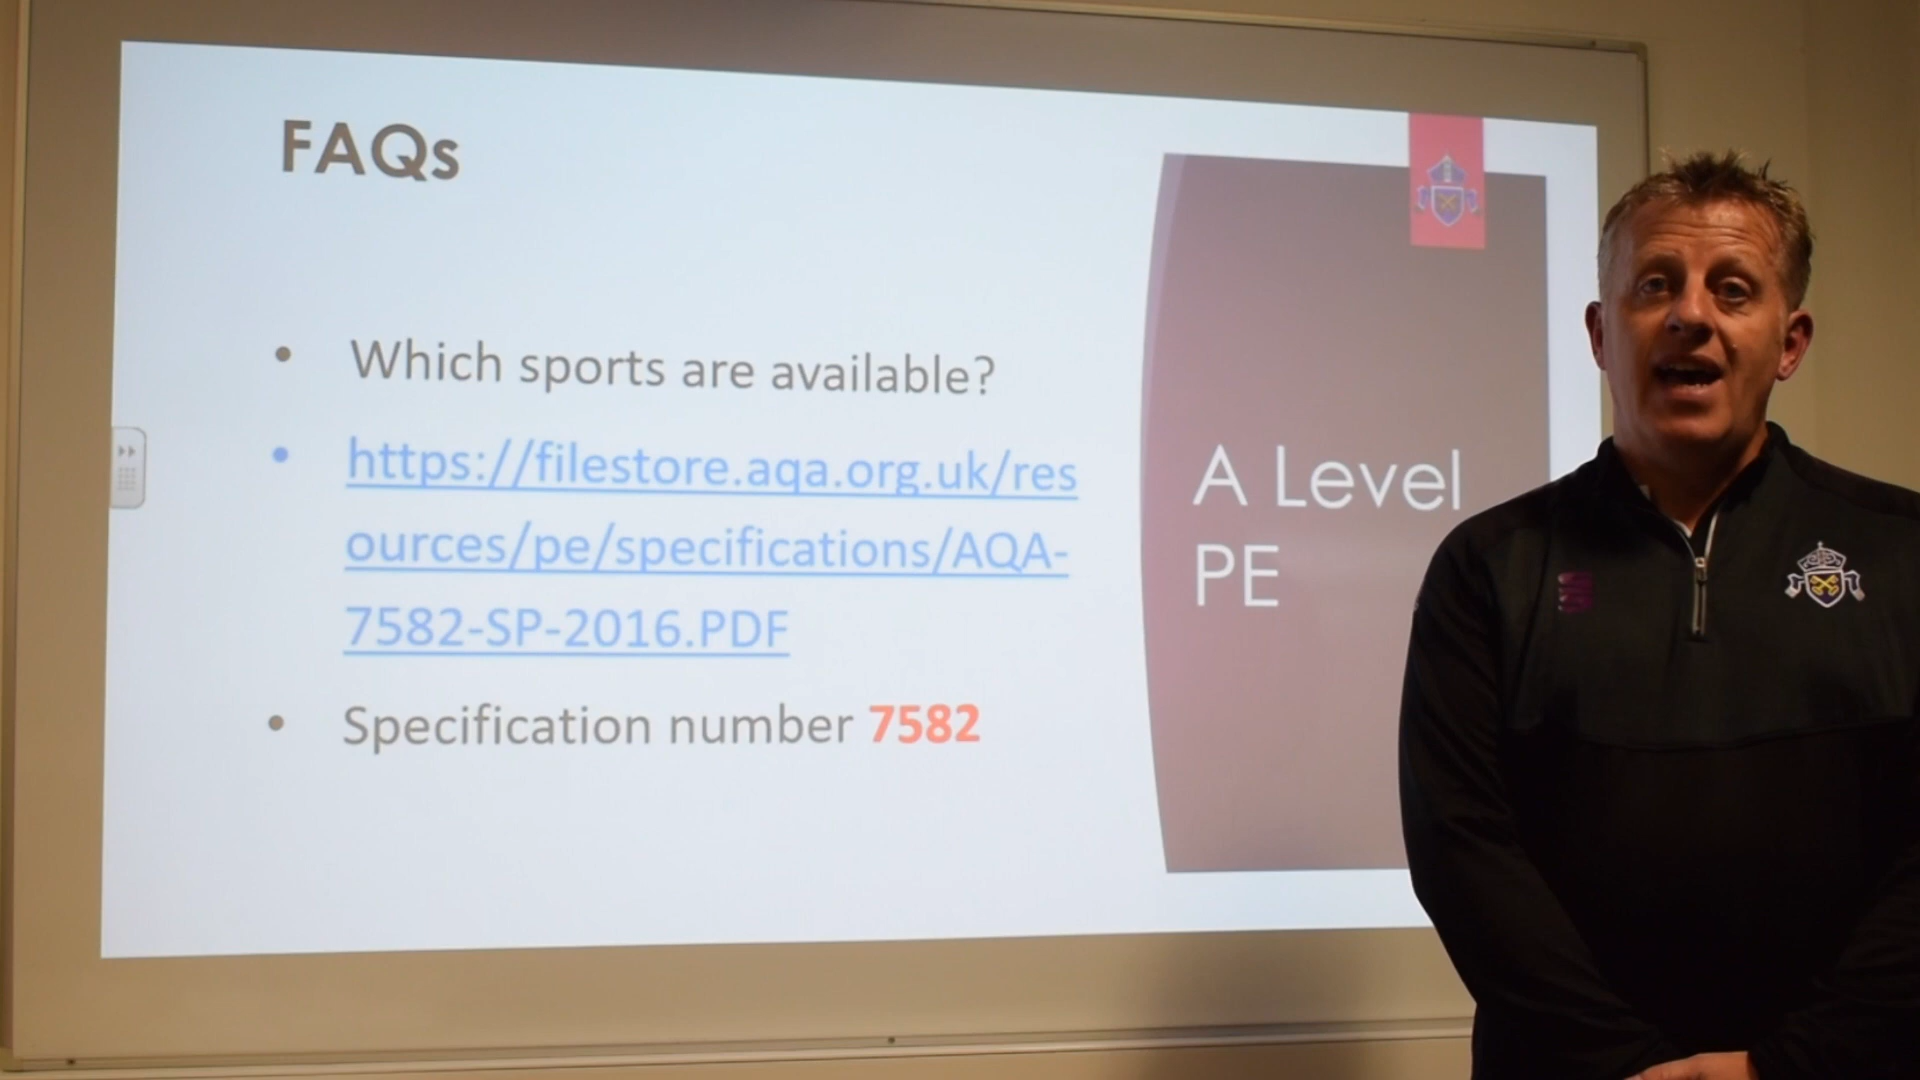 FAQs
• Which sports are available?
• https://filestore.aqa.org.uk/res
ources/pe/specifications/AQA-
7582-SP-2016.PDF
• Specification number 7582
A Level
PE